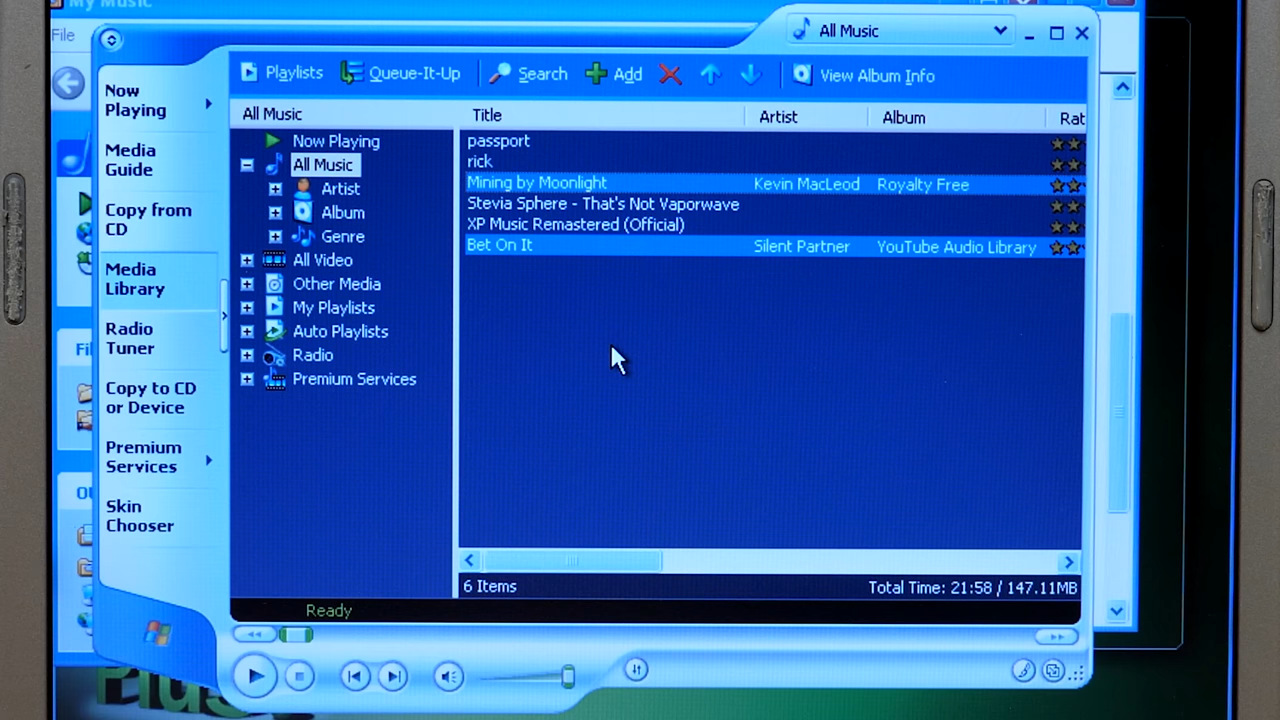 My Music
File
All Music
Now
Playing
Media
Guide
Copy from
CD
Media
Library
Radio
Tuner
Copy to CD
or Device
Premium
Services
Skin
Chooser
Playlists Queue-It-Up Search Add View Album Info
All Music
Now Playing
All Music
Artist
Album
Genre
All Video
Other Media
My Playlists
Auto Playlists
Radio
Premium Services
Title Artist Album Rat
passport
rick
Mining by Moonlight Kevin MacLeod Royalty Free
Stevia Sphere - That's Not Vaporwave
XP Music Remastered (Official)
Bet On It Silent Partner YouTube Audio Library
6 Items Total Time: 21:58 / 147.11MB
Ready
Plus